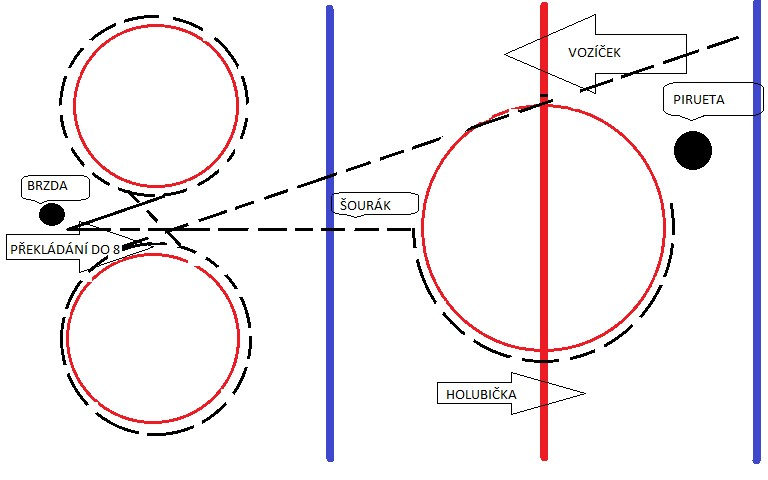 VOZÍČEK
PIRUETA
BRZDA
ŠOURÁK
PŘEKLÁDÁNÍ DO 8
HOLUBIČKA